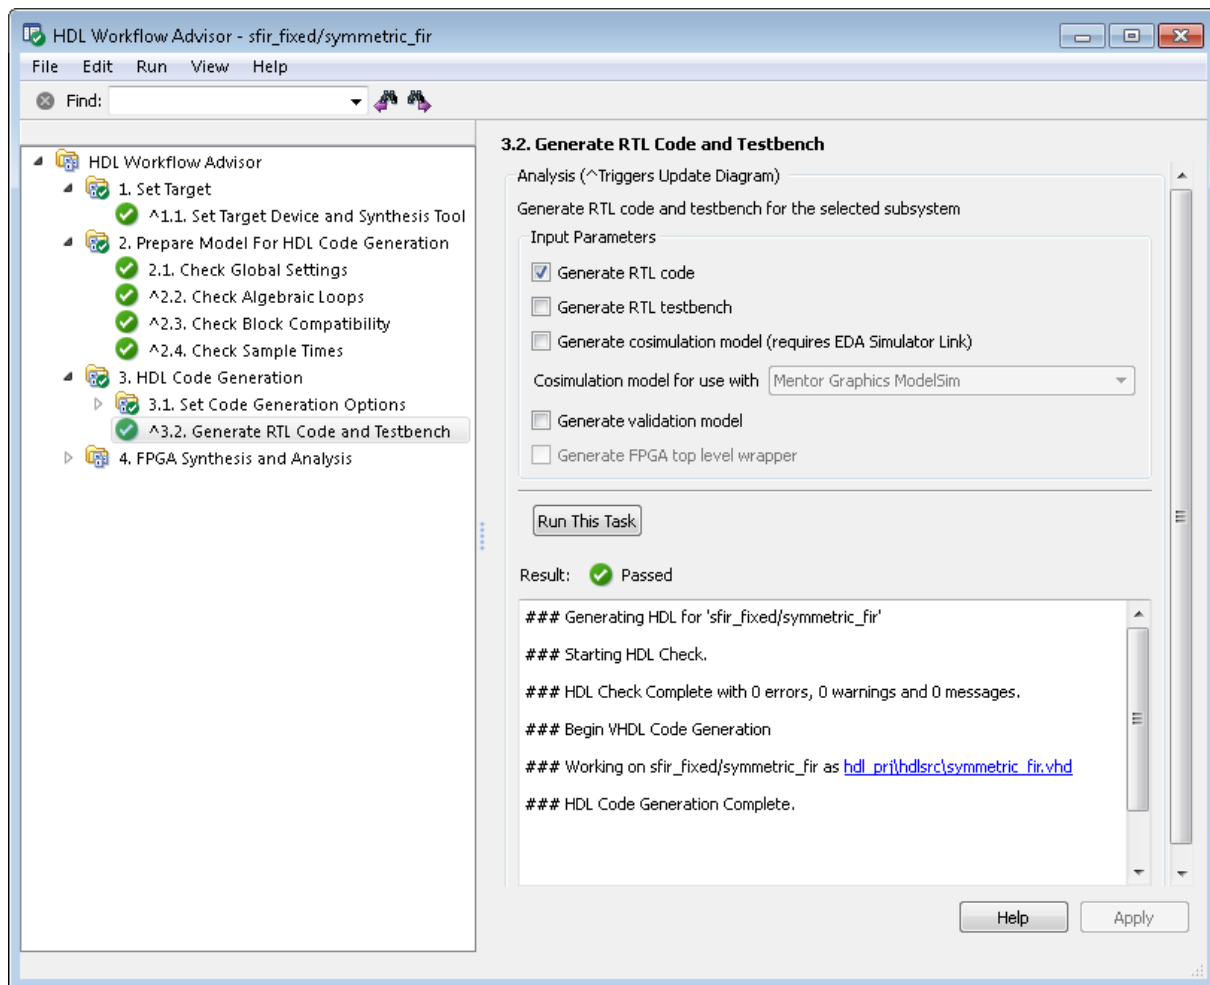 HDL Workflow Advisor - sfir_fixed/symmetric_fir
File Edit Run View Help
Find:
HDL Workflow Advisor
1. Set Target
^1.1. Set Target Device and Synthesis Tool
2. Prepare Model For HDL Code Generation
2.1. Check Global Settings
^2.2. Check Algebraic Loops
^2.3. Check Block Compatibility
^2.4. Check Sample Times
3. HDL Code Generation
3.1. Set Code Generation Options
^3.2. Generate RTL Code and Testbench
4. FPGA Synthesis and Analysis
3.2. Generate RTL Code and Testbench
Analysis (^Triggers Update Diagram)
Generate RTL code and testbench for the selected subsystem
Input Parameters
Generate RTL code
Generate RTL testbench
Generate cosimulation model (requires EDA Simulator Link)
Cosimulation model for use with Mentor Graphics ModelSim
Generate validation model
Generate FPGA top level wrapper
Run This Task
Result: Passed
### Generating HDL for 'sfir_fixed/symmetric_fir'
### Starting HDL Check.
### HDL Check Complete with 0 errors, 0 warnings and 0 messages.
### Begin VHDL Code Generation
### Working on sfir_fixed/symmetric_fir as hdl_prj\hdlsrc\symmetric_fir.vhd
### HDL Code Generation Complete.
Help Apply